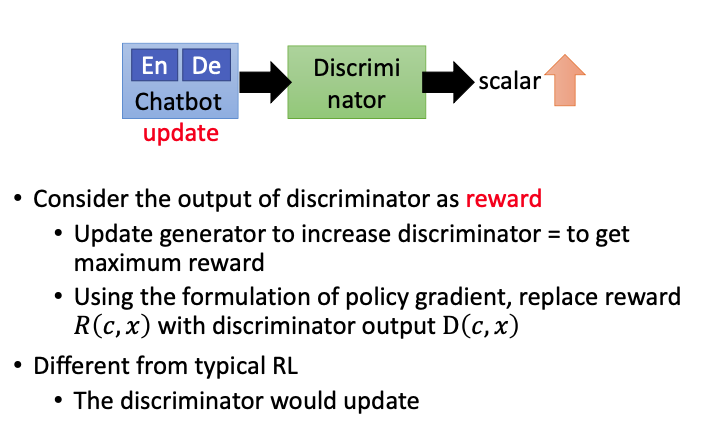 En De
Chatbot
update
Discrimi
nator
scalar
• Consider the output of discriminator as reward
• Update generator to increase discriminator = to get
maximum reward
• Using the formulation of policy gradient, replace reward
R(c, x) with discriminator output D(c, x)
• Different from typical RL
• The discriminator would update